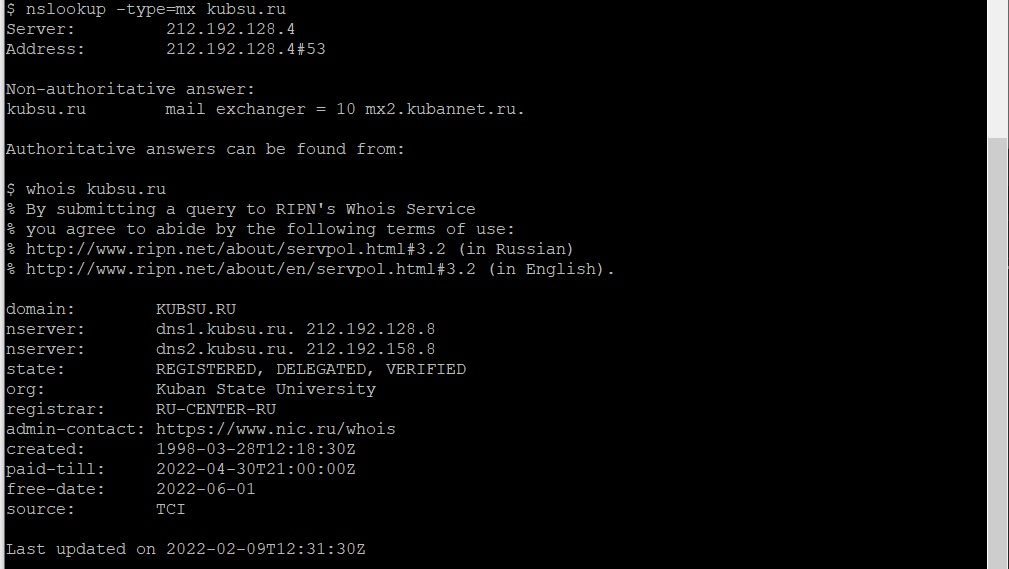 $ nslookup -type=mx kubsu.ru
Server:         212.192.128.4
Address:        212.192.128.4#53
Non-authoritative answer:
kubsu.ru        mail exchanger = 10 mx2.kubannet.ru.
Authoritative answers can be found from:
$ whois kubsu.ru
% By submitting a query to RIPN's Whois Service
% you agree to abide by the following terms of use:
% http://www.ripn.net/about/servpol.html#3.2 (in Russian)
% http://www.ripn.net/about/en/servpol.html#3.2 (in English).
domain:        KUBSU.RU
nserver:       dns1.kubsu.ru. 212.192.128.8
nserver:       dns2.kubsu.ru. 212.192.158.8
state:         REGISTERED, DELEGATED, VERIFIED
org:           Kuban State University
registrar:     RU-CENTER-RU
admin-contact: https://www.nic.ru/whois
created:       1998-03-28T12:18:30Z
paid-till:     2022-04-30T21:00:00Z
free-date:     2022-06-01
source:        TCI
Last updated on 2022-02-09T12:31:30Z